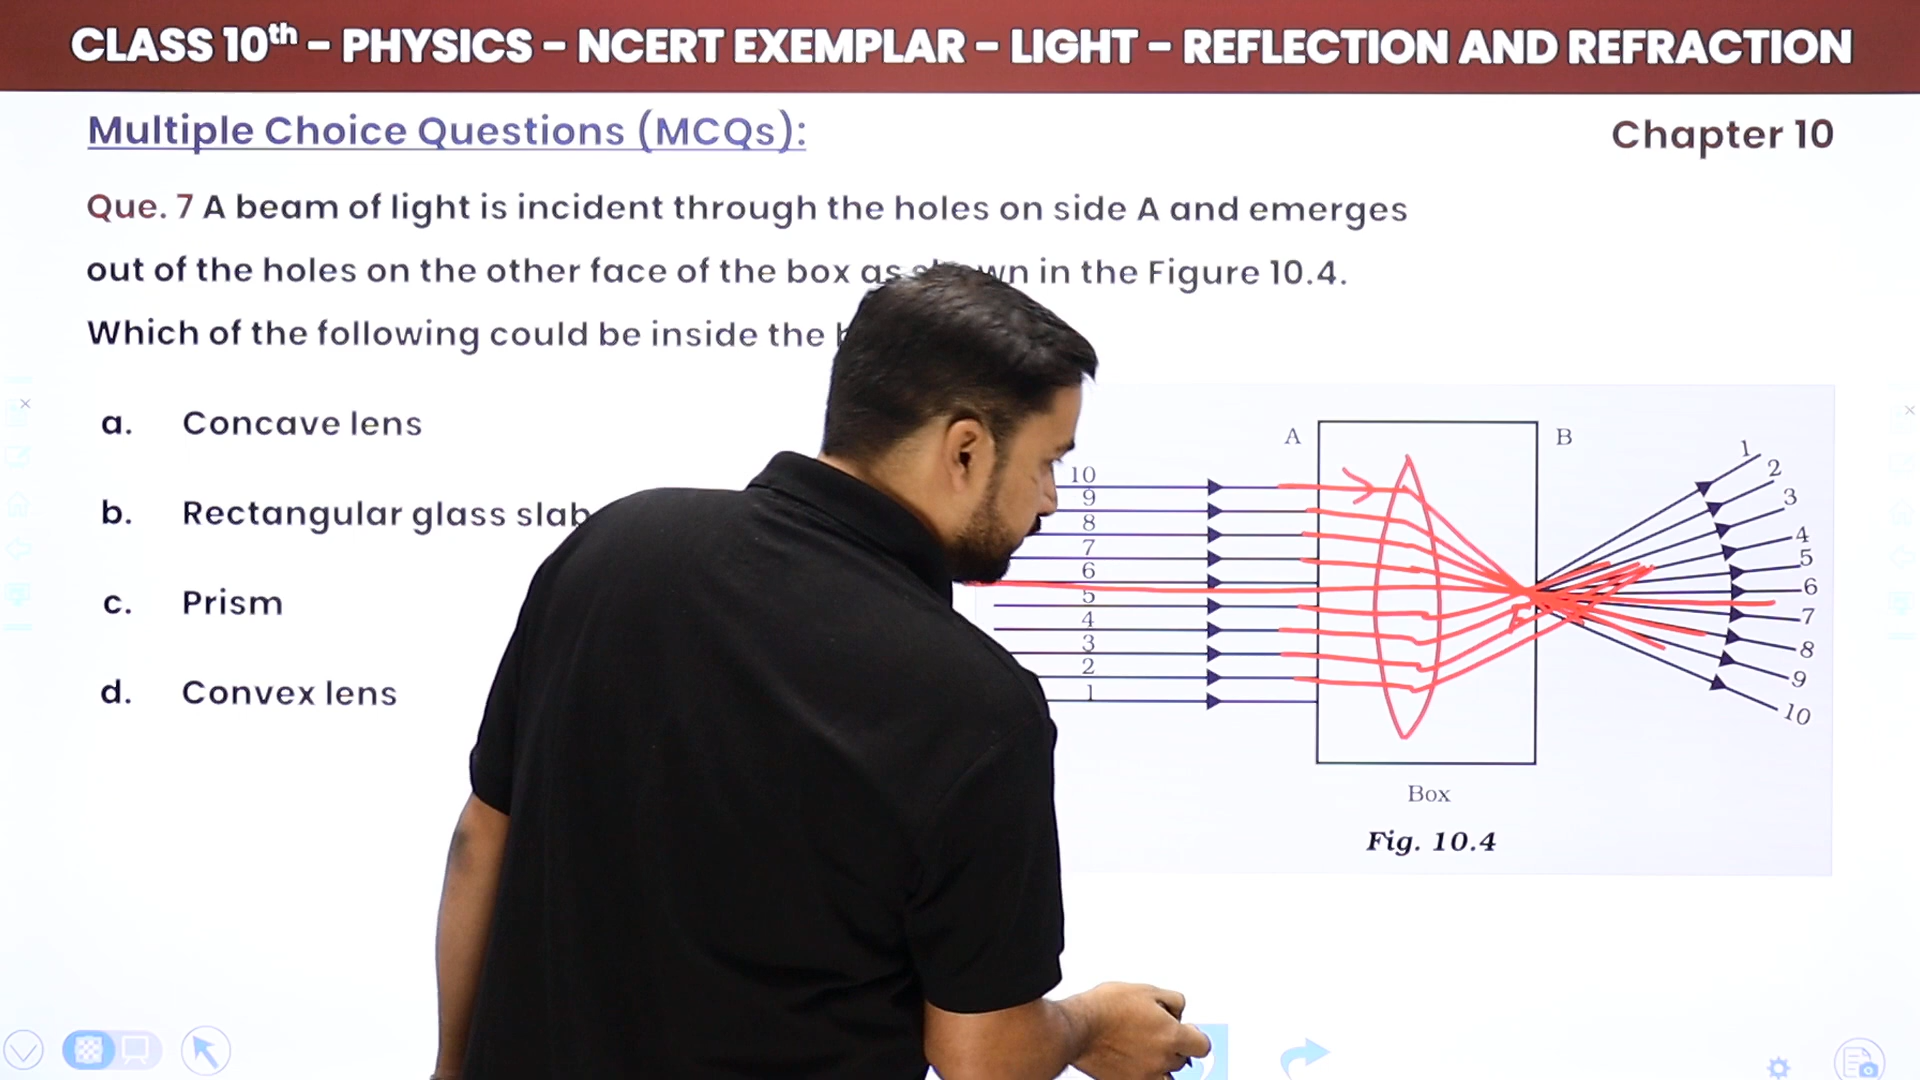 CLASS 10th – PHYSICS – NCERT EXEMPLAR – LIGHT – REFLECTION AND REFRACTION
Multiple Choice Questions (MCQs):
Chapter 10
Que. 7 A beam of light is incident through the holes on side A and emerges
out of the holes on the other face of the box as shown in the Figure 10.4.
Which of the following could be inside the
a. Concave lens
b. Rectangular glass slab
c. Prism
d. Convex lens
A
B
10
9
8
7
6
5
4
3
2
1
1
2
3
4
5
6
7
8
9
10
Box
Fig. 10.4